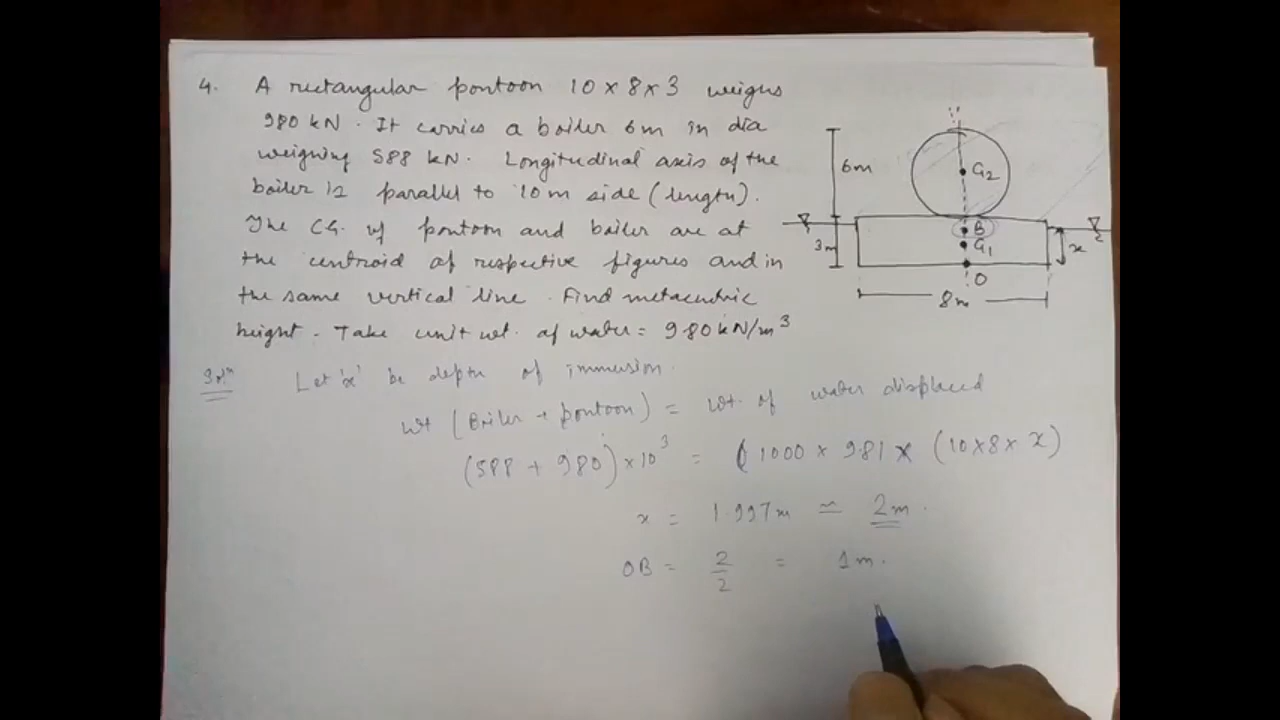 4. A rectangular pontoon 10 x 8 x 3 weighs
980 kN. It carries a boiler 6m in dia
weighing 588 kN. Longitudinal axis of the
boiler is parallel to 10 m side (length).
The CG. of pontoon and boiler are at
the centroid of respective figures and in
the same vertical line. Find metacentric
height. Take unit wt. of water = 9.80 kN/m³
6m
G₂
B
G₁
3m
x
O
8m
Solⁿ Let 'x' be depth of immersion.
wt (Boiler + pontoon) = wt. of water displaced
(588 + 980) x 10³ = (1000 x 9.81 x (10 x 8 x x)
x = 1.997m ≃ 2m.
OB = 2/2 = 1m.